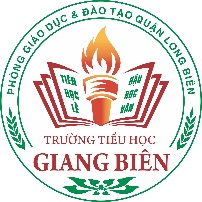 PHÒNG GIÁO DỤC & ĐÀO TẠO QUẬN LONG BIÊN
TIÊN HỌC LỄ
HẬU HỌC VĂN
TRƯỜNG TIỂU HỌC
GIANG BIÊN